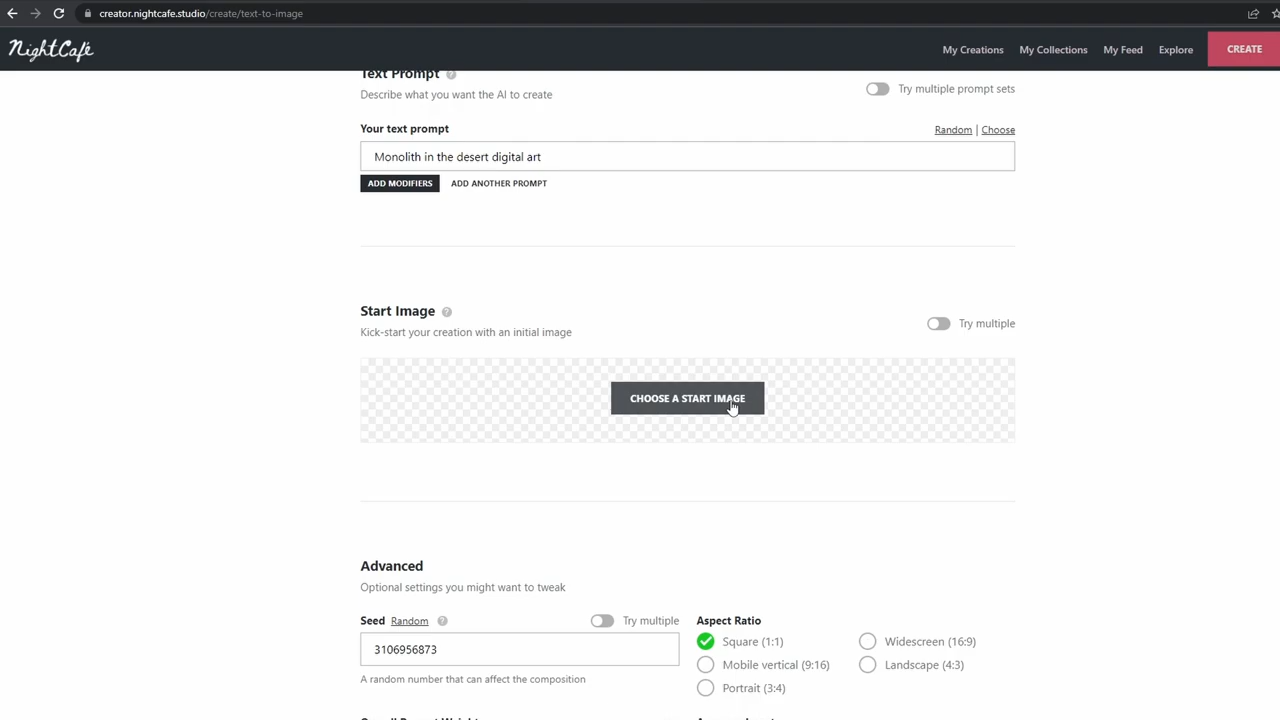 creator.nightcafe.studio/create/text-to-image
NightCafe
My Creations
My Collections
My Feed
Explore
CREATE
Text Prompt
Describe what you want the AI to create
Try multiple prompt sets
Your text prompt
Random | Choose
Monolith in the desert digital art
ADD MODIFIERS
ADD ANOTHER PROMPT
Start Image
Kick-start your creation with an initial image
Try multiple
CHOOSE A START IMAGE
Advanced
Optional settings you might want to tweak
Seed Random
Try multiple
3106956873
A random number that can affect the composition
Aspect Ratio
Square (1:1)
Widescreen (16:9)
Mobile vertical (9:16)
Landscape (4:3)
Portrait (3:4)